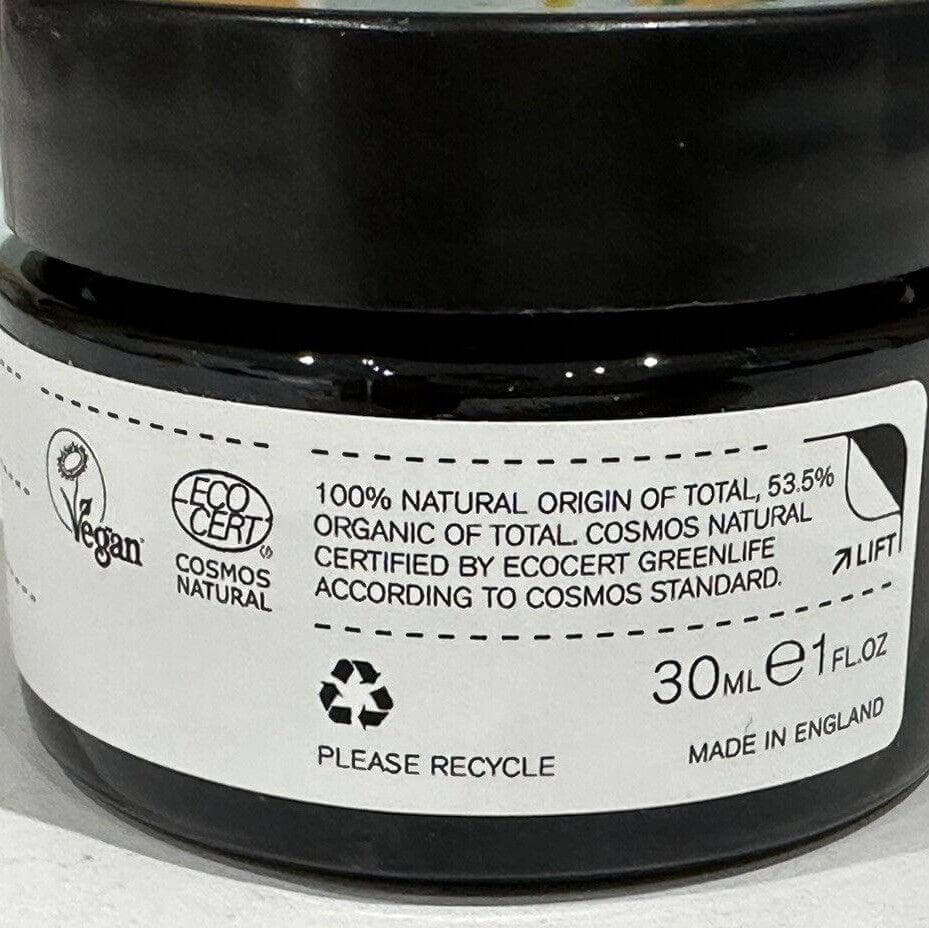 Vegan
ECO
CERT
COSMOS
NATURAL
100% NATURAL ORIGIN OF TOTAL, 53.5%
ORGANIC OF TOTAL. COSMOS NATURAL
CERTIFIED BY ECOCERT GREENLIFE
ACCORDING TO COSMOS STANDARD.
LIFT
30ML e 1FL.OZ
PLEASE RECYCLE
MADE IN ENGLAND